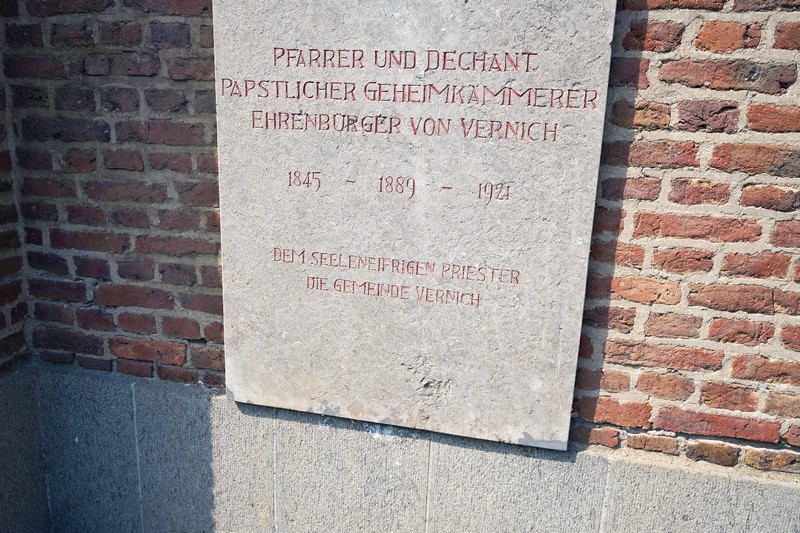 PFARRER UND DECHANT
PÄPSTLICHER GEHEIMKÄMMERER
EHRENBÜRGER VON VERNICH
1845 - 1889 - 1921
DEM SEELENEIFRIGEN PRIESTER
DIE GEMEINDE VERNICH